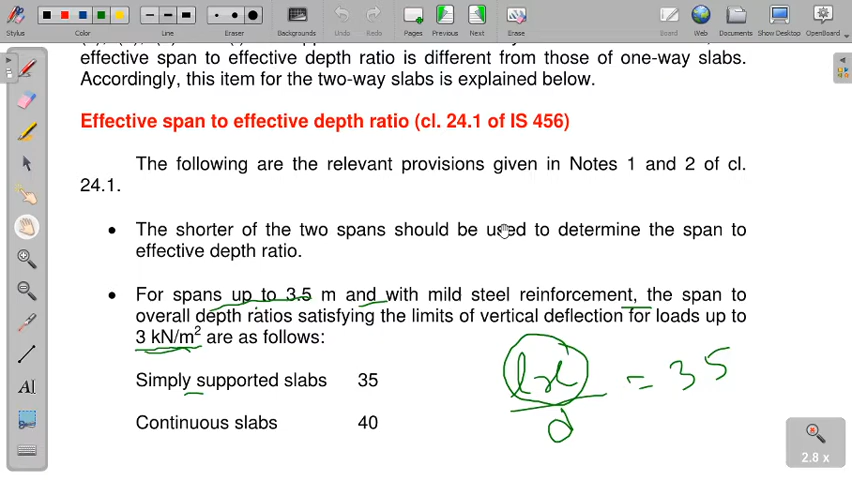 Stylus Color Line Eraser Backgrounds Undo Redo Pages Previous Next Erase Board Web Documents Show Desktop OpenBoard
effective span to effective depth ratio is different from those of one-way slabs.
Accordingly, this item for the two-way slabs is explained below.
Effective span to effective depth ratio (cl. 24.1 of IS 456)
The following are the relevant provisions given in Notes 1 and 2 of cl.
24.1.
• The shorter of the two spans should be used to determine the span to
effective depth ratio.
• For spans up to 3.5 m and with mild steel reinforcement, the span to
overall depth ratios satisfying the limits of vertical deflection for loads up to
3 kN/m2 are as follows:
Simply supported slabs 35
lx = 35
d
Continuous slabs 40
2.8 x